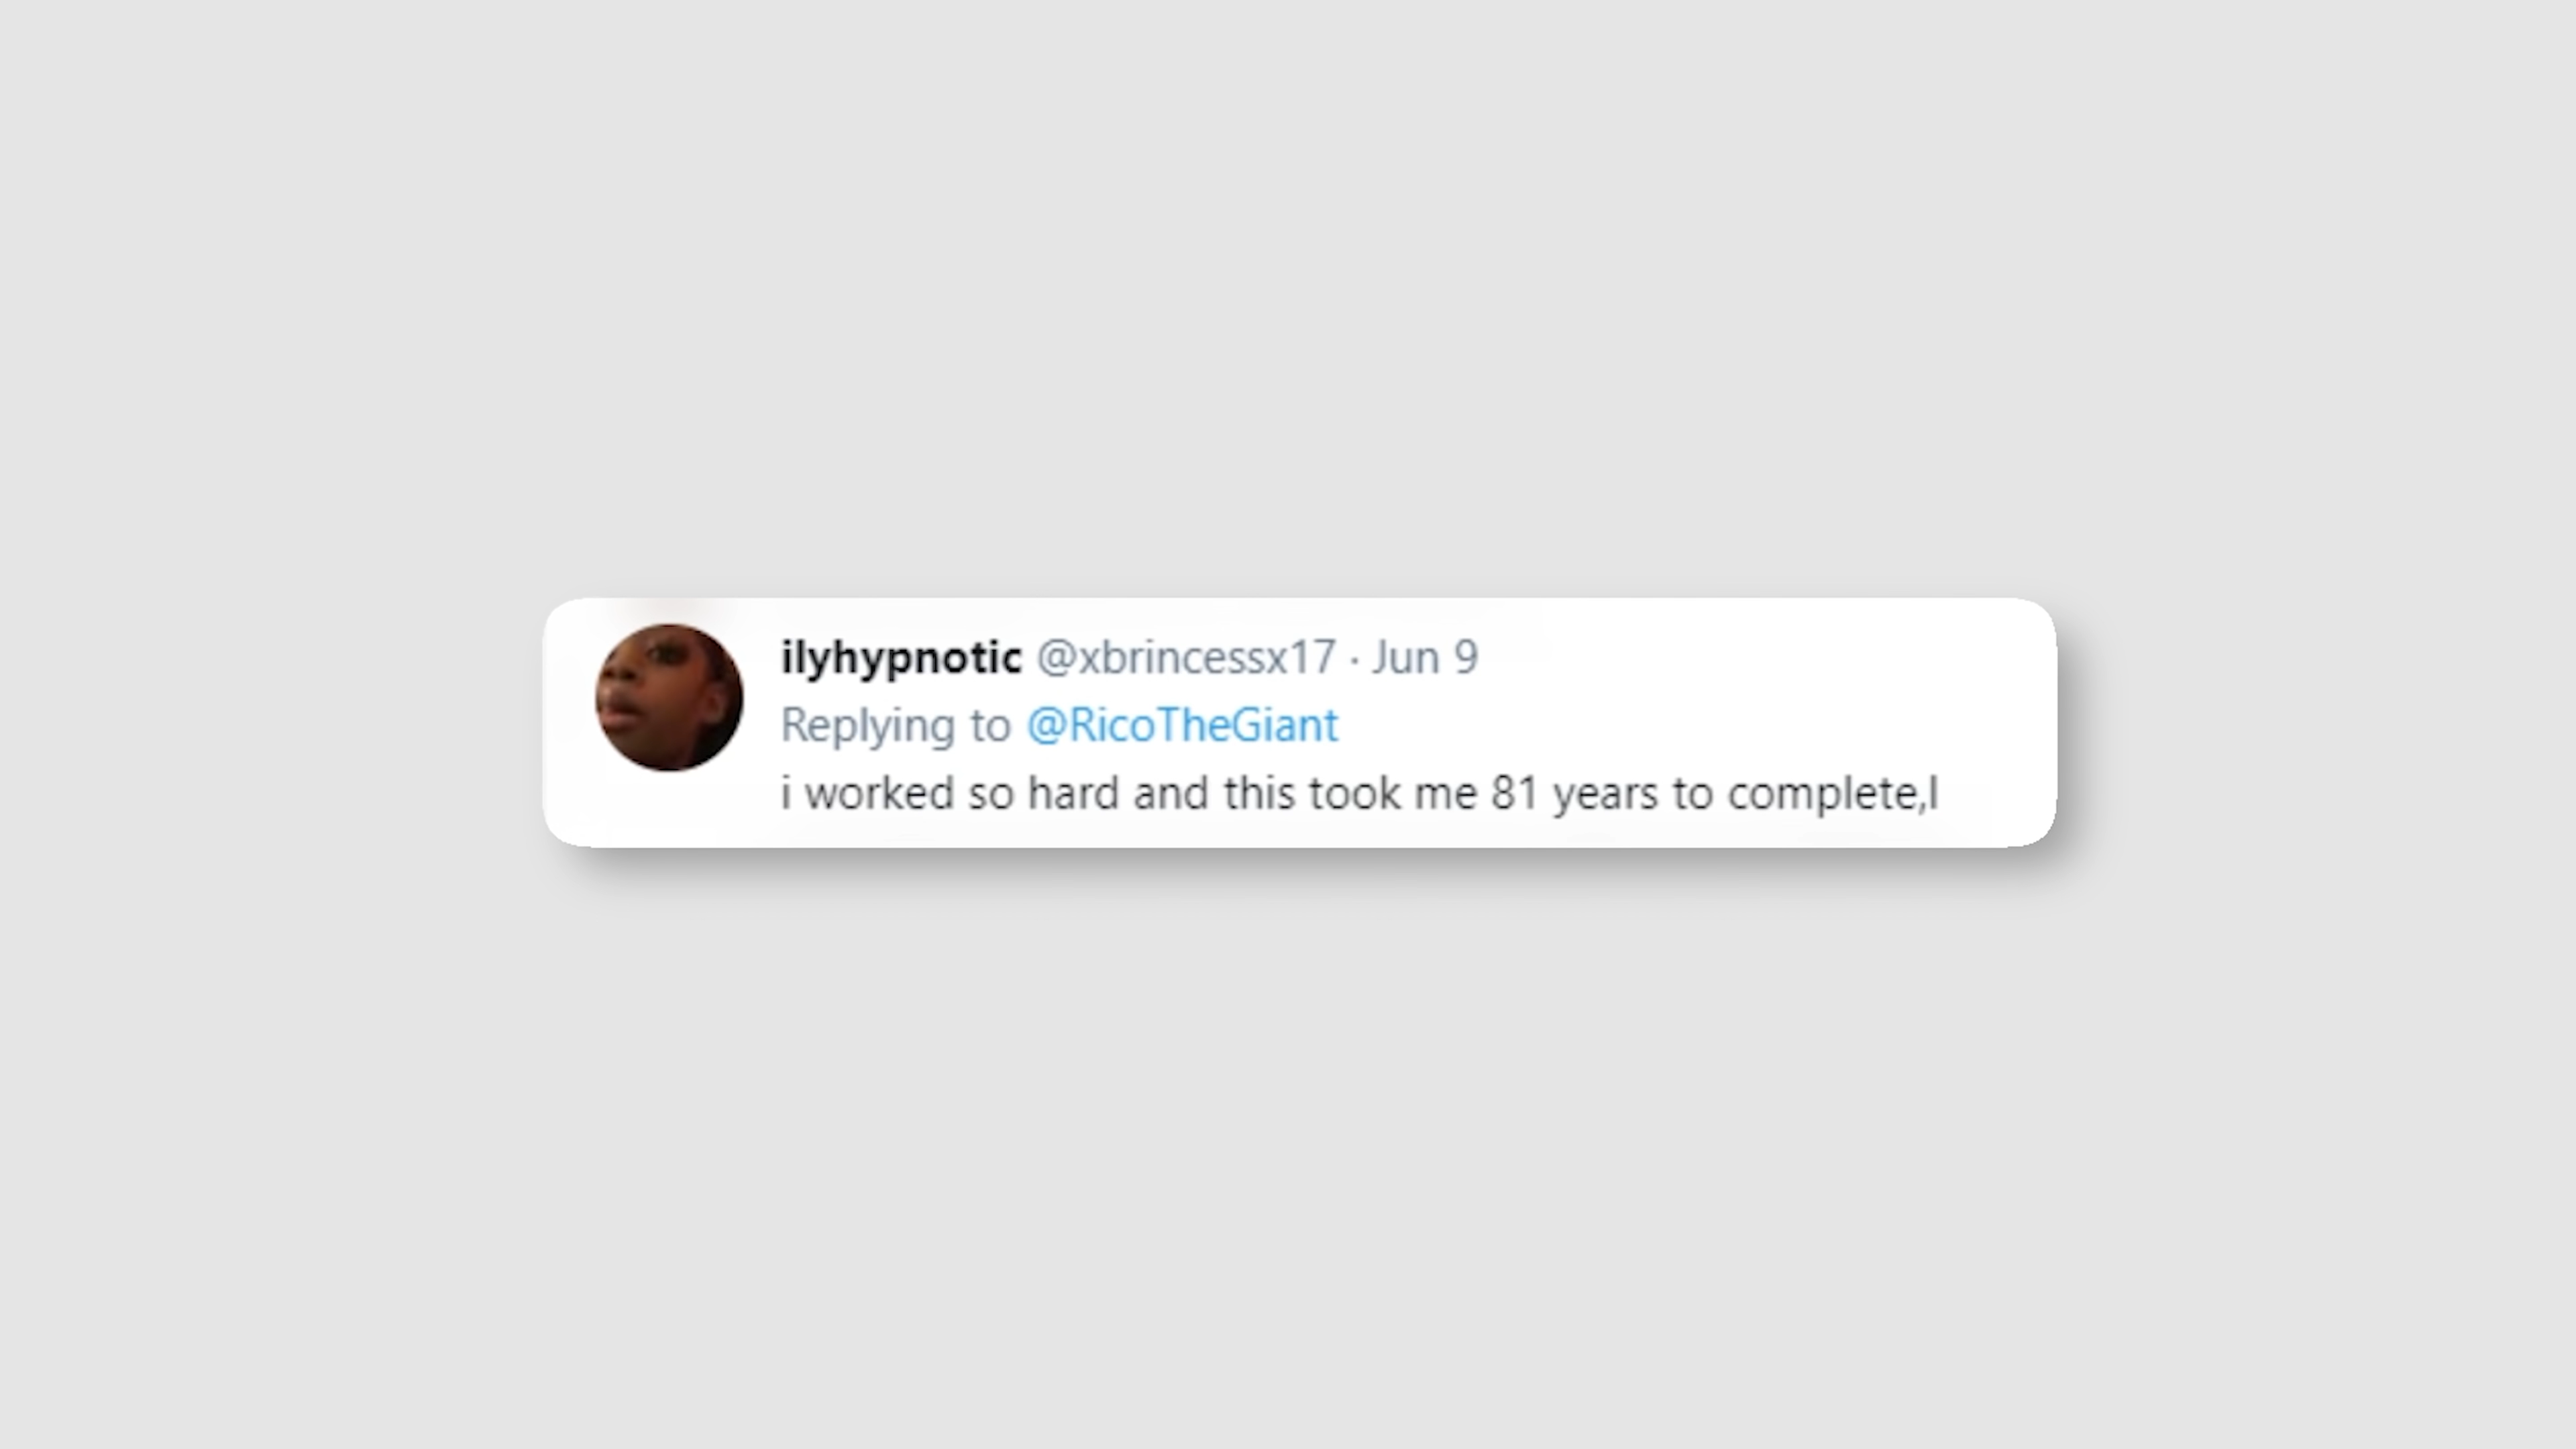 ilyhypnotic @xbrincessx17 · Jun 9
Replying to @RicoTheGiant
i worked so hard and this took me 81 years to complete,l